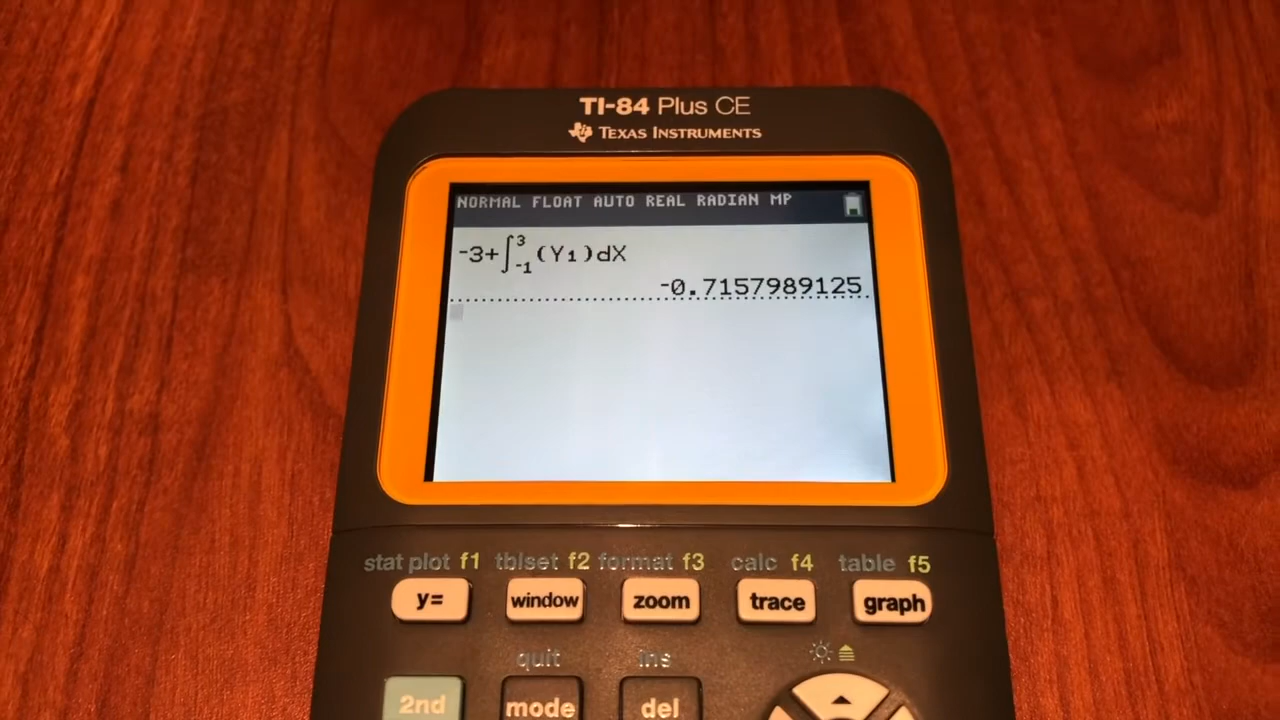 TI-84 Plus CE
TEXAS INSTRUMENTS
NORMAL FLOAT AUTO REAL RADIAN MP
-3+∫₋₁³(Y₁)dX
-0.7157989125
stat plot f1 tblset f2 format f3 calc f4 table f5
y= window zoom trace graph
quit ins
2nd mode del